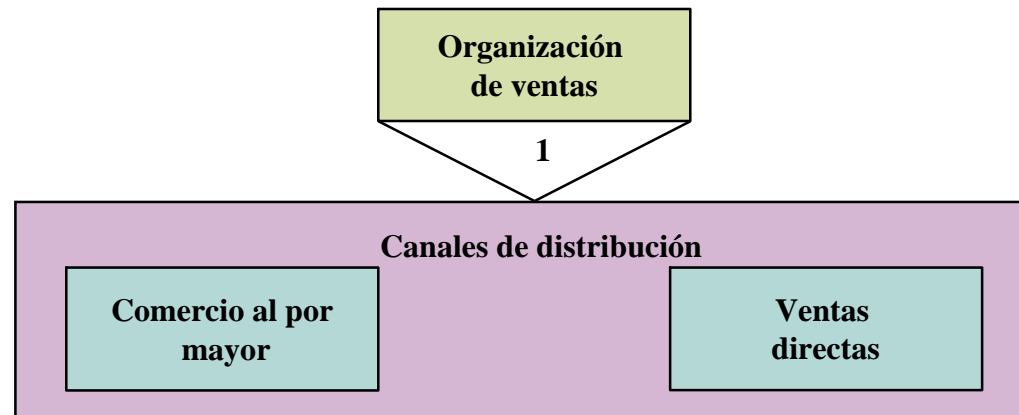 Organización
de ventas
1
Canales de distribución
Comercio al por
mayor
Ventas
directas